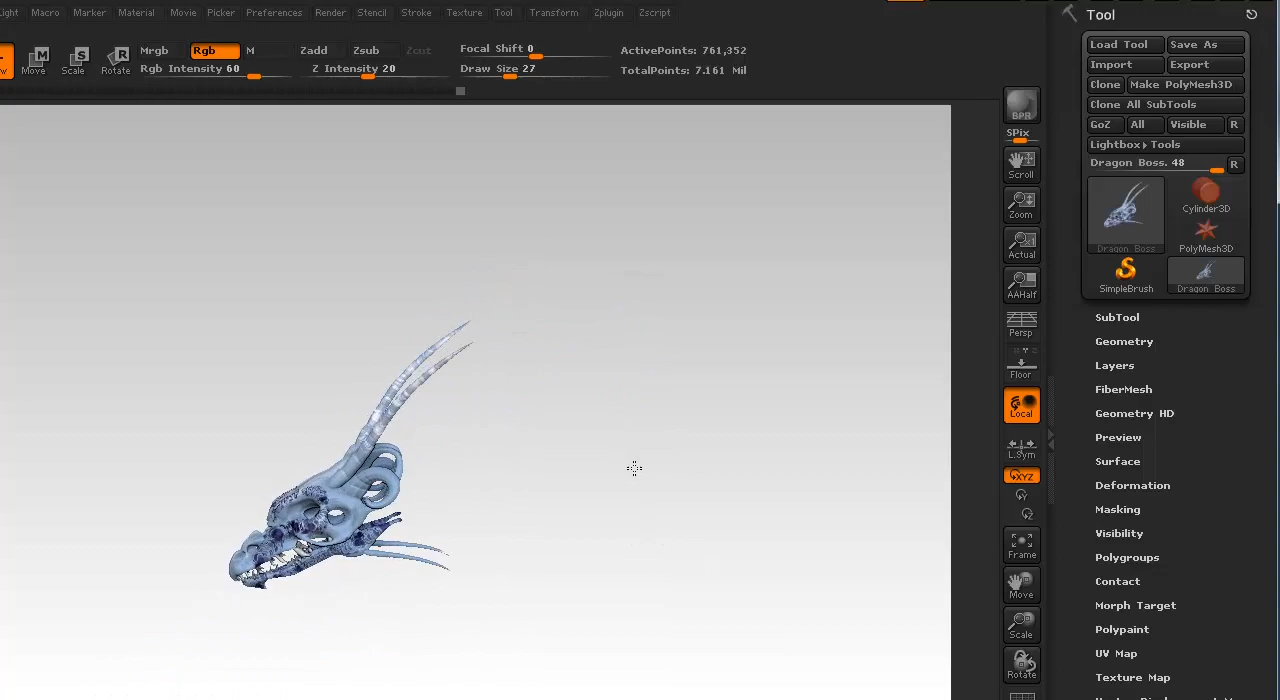 ight Macro Marker Material Movie Picker Preferences Render Stencil Stroke Texture Tool Transform Zplugin Zscript
Move Scale Rotate
M S R
Mrgb Rgb M Zadd Zsub Zcut
Rgb Intensity 60 Z Intensity 20
Focal Shift 0
Draw Size 27
ActivePoints: 761,352
TotalPoints: 7.161 Mil
BPR
SPix
Scroll
Zoom
Actual
AAHalf
Persp
Floor
Local
L.Sym
XYZ
Y
Z
Frame
Move
Scale
Rotate
Tool
Load Tool Save As
Import Export
Clone Make PolyMesh3D
Clone All SubTools
GoZ All Visible R
Lightbox▸Tools
Dragon Boss. 48 R
Cylinder3D
Dragon Boss PolyMesh3D
SimpleBrush Dragon Boss
SubTool
Geometry
Layers
FiberMesh
Geometry HD
Preview
Surface
Deformation
Masking
Visibility
Polygroups
Contact
Morph Target
Polypaint
UV Map
Texture Map